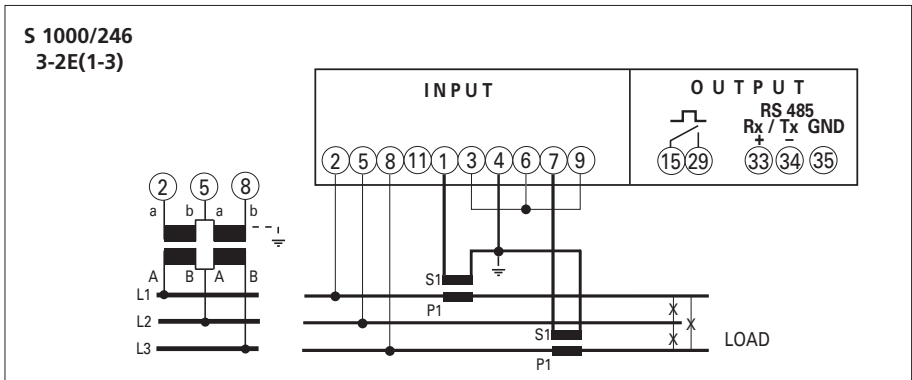 S 1000/246
3-2E(1-3)
INPUT
OUTPUT
RS 485
Rx / Tx GND
+ −
2 5 8 11 1 3 4 6 7 9
15 29 33 34 35
2 5 8
a b a b
A B A B
S1
L1
P1
L2
S1
X
X
X
LOAD
L3
P1